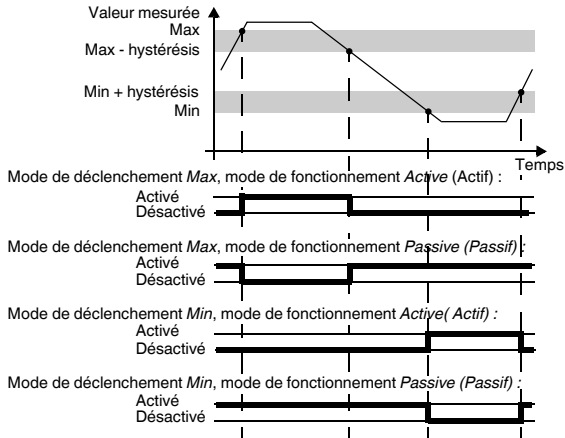 Valeur mesurée
Max
Max - hystérésis
Min + hystérésis
Min
Temps
Mode de déclenchement Max, mode de fonctionnement Active (Actif) :
Activé
Désactivé
Mode de déclenchement Max, mode de fonctionnement Passive (Passif) :
Activé
Désactivé
Mode de déclenchement Min, mode de fonctionnement Active( Actif) :
Activé
Désactivé
Mode de déclenchement Min, mode de fonctionnement Passive (Passif) :
Activé
Désactivé